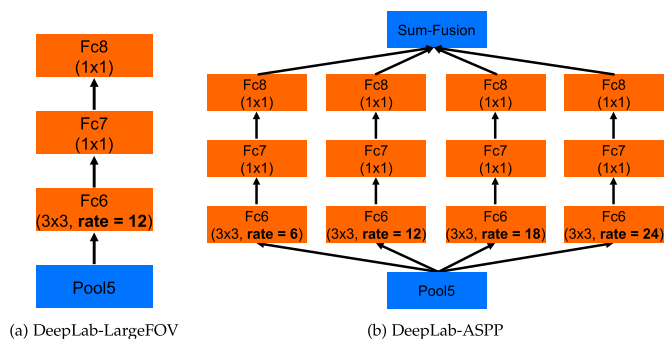 Fc8
(1x1)
Fc7
(1x1)
Fc6
(3x3, rate = 12)
Pool5
(a) DeepLab-LargeFOV
Sum-Fusion
Fc8
(1x1)
Fc8
(1x1)
Fc8
(1x1)
Fc8
(1x1)
Fc7
(1x1)
Fc7
(1x1)
Fc7
(1x1)
Fc7
(1x1)
Fc6
(3x3, rate = 6)
Fc6
(3x3, rate = 12)
Fc6
(3x3, rate = 18)
Fc6
(3x3, rate = 24)
Pool5
(b) DeepLab-ASPP